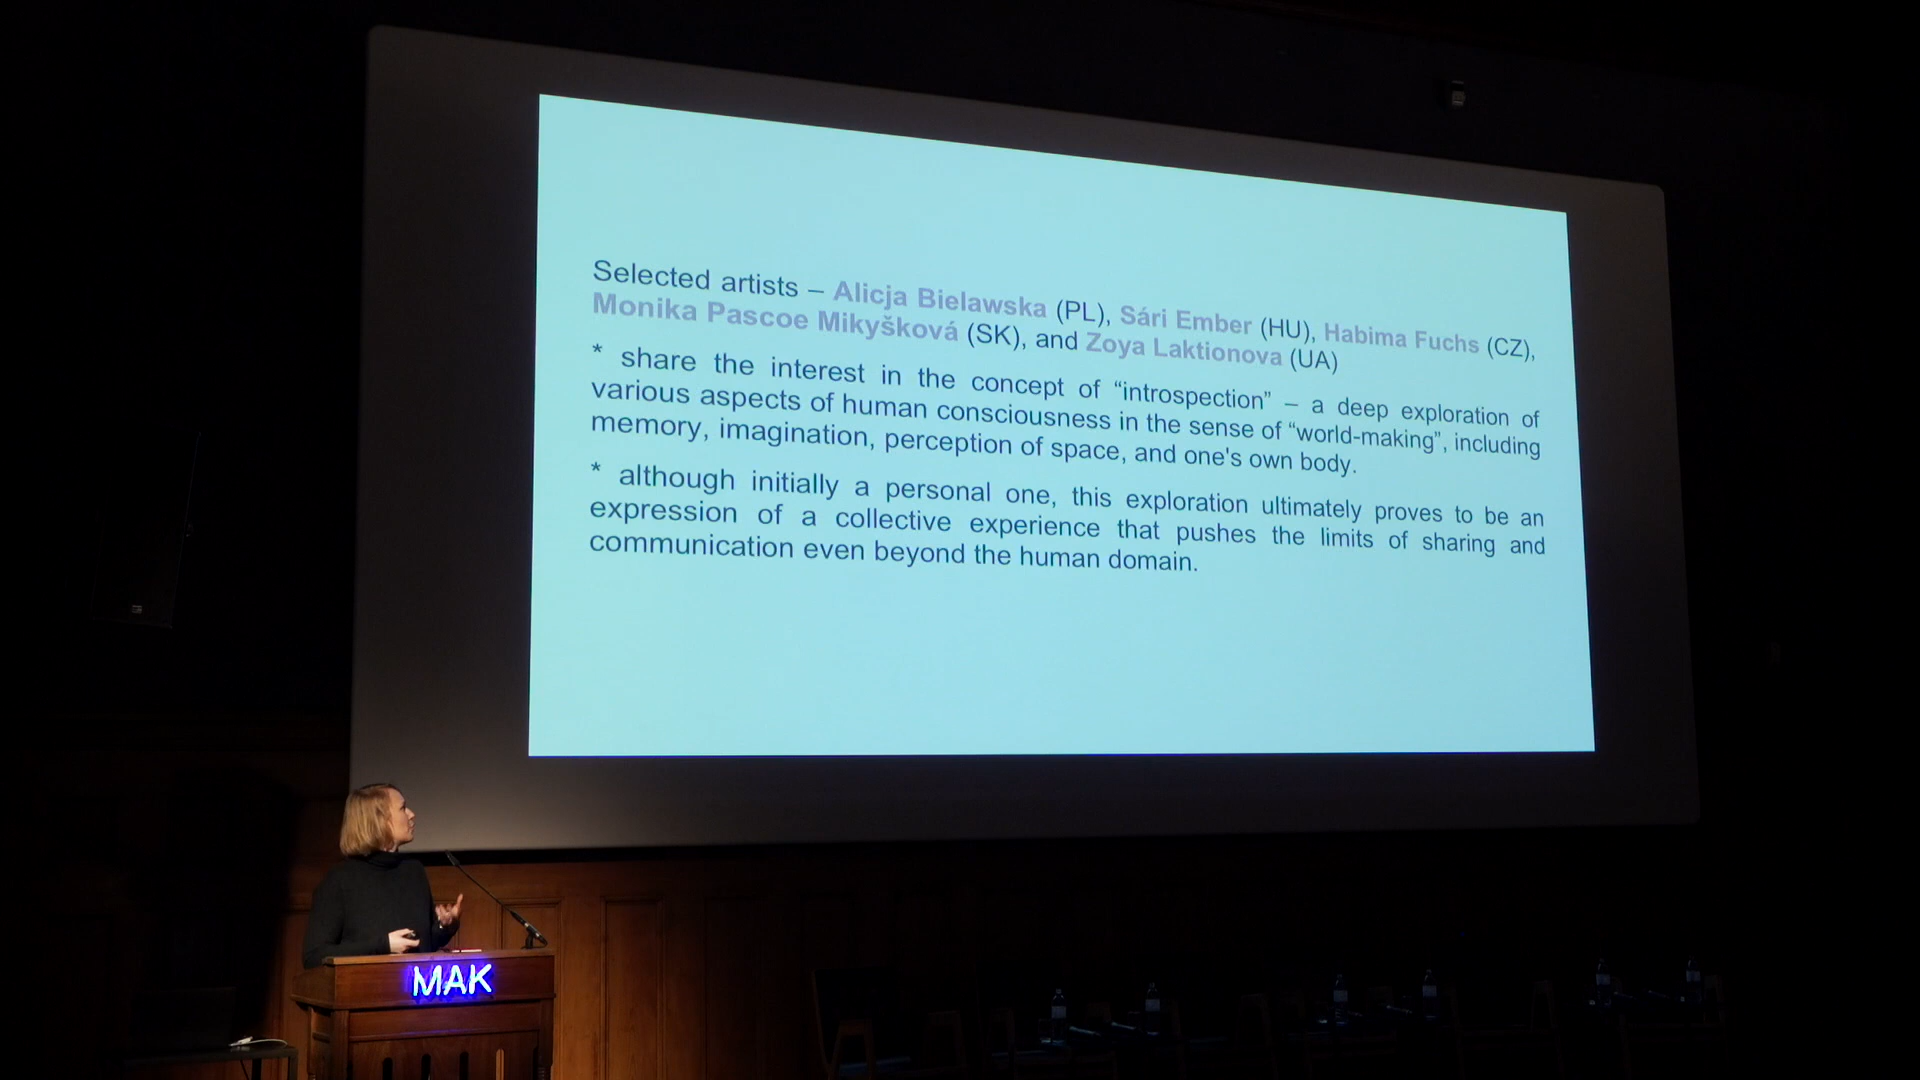 Selected artists – Alicja Bielawska (PL), Sári Ember (HU), Habima Fuchs (CZ),
Monika Pascoe Mikyšková (SK), and Zoya Laktionova (UA)
* share the interest in the concept of “introspection” – a deep exploration of
various aspects of human consciousness in the sense of “world-making”, including
memory, imagination, perception of space, and one's own body.
* although initially a personal one, this exploration ultimately proves to be an
expression of a collective experience that pushes the limits of sharing and
communication even beyond the human domain.
MAK